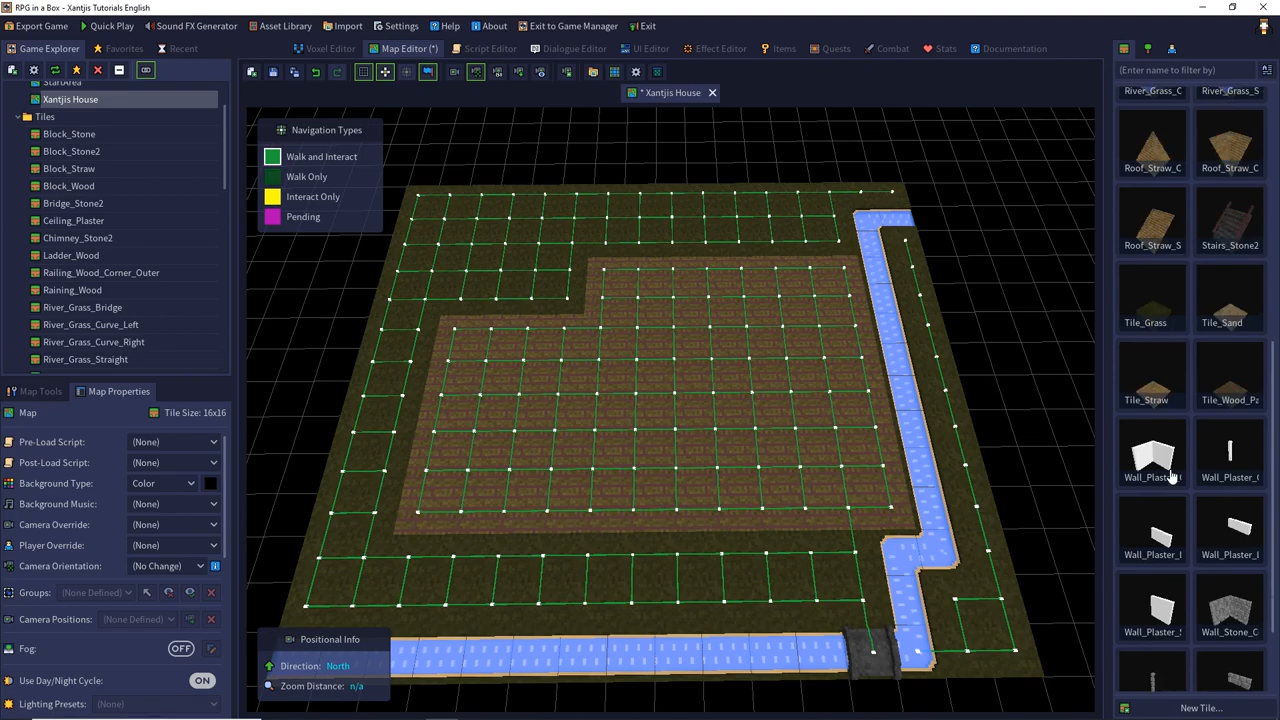 RPG in a Box - Xantjis Tutorials English
Export Game Quick Play Sound FX Generator Asset Library Import Settings Help About Exit to Game Manager Exit
Game Explorer Favorites Recent Voxel Editor Map Editor (*) Script Editor Dialogue Editor UI Editor Effect Editor Items Quests Combat Stats Documentation
(Enter name to filter by)
StartArea
Xantjis House
Tiles
Block_Stone
Block_Stone2
Block_Straw
Block_Wood
Bridge_Stone2
Ceiling_Plaster
Chimney_Stone2
Ladder_Wood
Railing_Wood_Corner_Outer
Raining_Wood
River_Grass_Bridge
River_Grass_Curve_Left
River_Grass_Curve_Right
River_Grass_Straight
Map Tools Map Properties
Map Tile Size: 16x16
Pre-Load Script: (None)
Post-Load Script: (None)
Background Type: Color
Background Music: (None)
Camera Override: (None)
Player Override: (None)
Camera Orientation: (No Change)
Groups: (None Defined)
Camera Positions: (None Defined)
Fog: OFF
Use Day/Night Cycle: ON
Lighting Presets: (None)
* Xantjis House
Navigation Types
Walk and Interact
Walk Only
Interact Only
Pending
Positional Info
Direction: North
Zoom Distance: n/a
River_Grass_C River_Grass_S
Roof_Straw_C Roof_Straw_C
Roof_Straw_S Stairs_Stone2
Tile_Grass Tile_Sand
Tile_Straw Tile_Wood_Pa
Wall_Plaster_( Wall_Plaster_(
Wall_Plaster_I Wall_Plaster_I
Wall_Plaster_S Wall_Stone_C
New Tile...